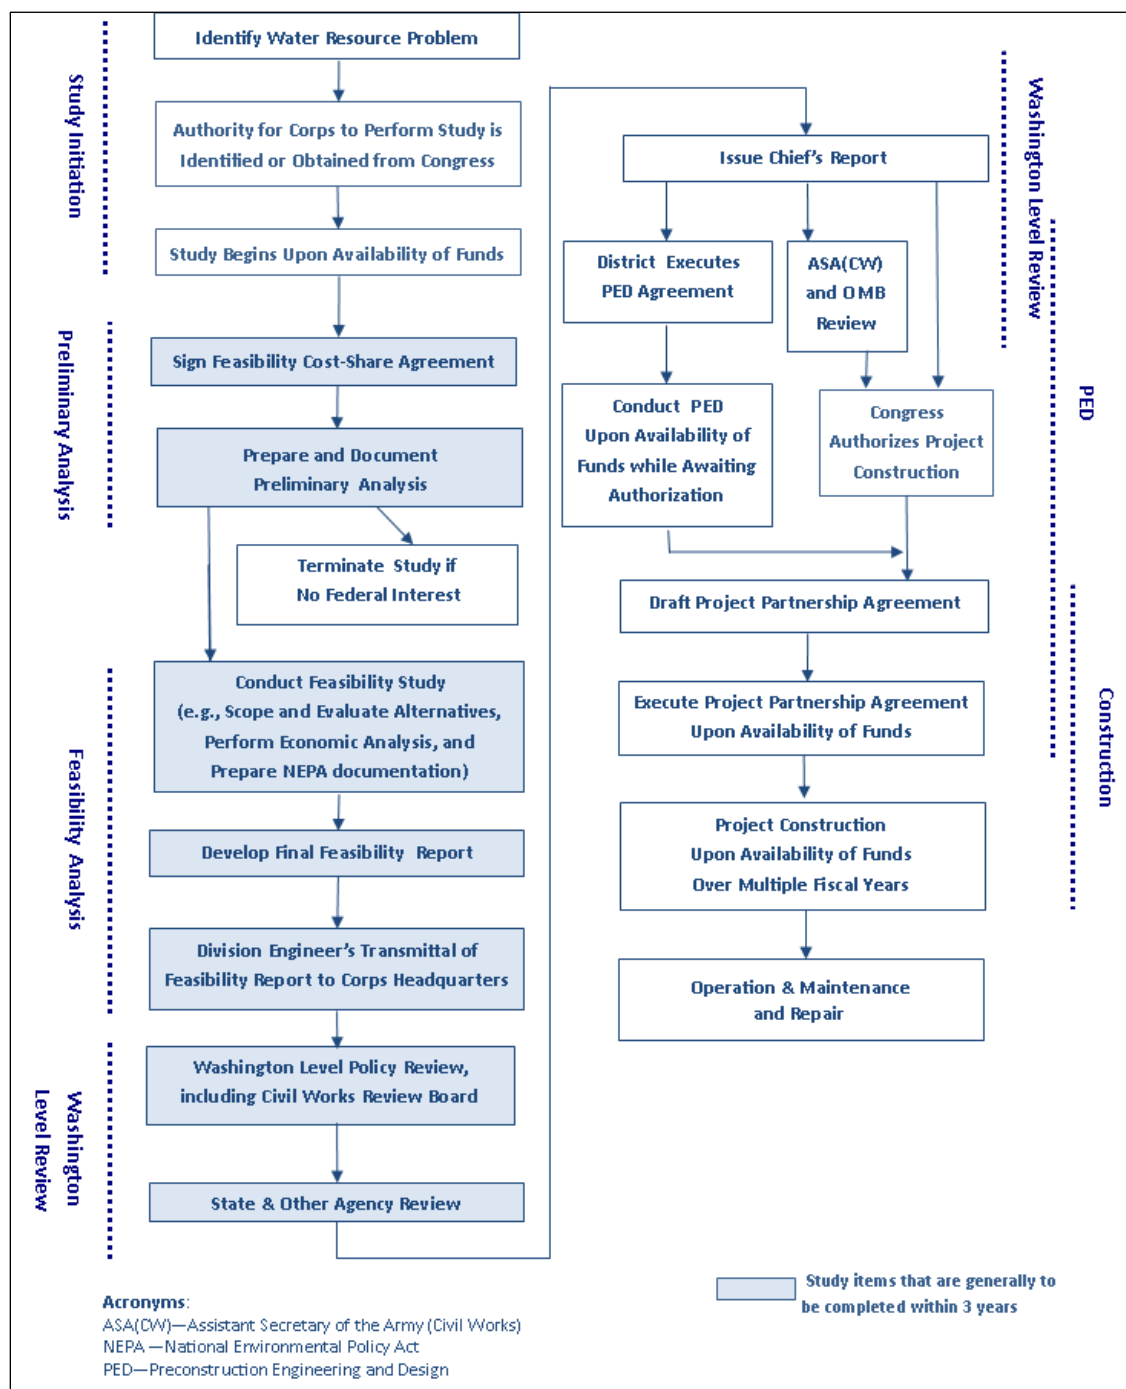 Identify Water Resource Problem
Study Initiation
Authority for Corps to Perform Study is
Identified or Obtained from Congress
Study Begins Upon Availability of Funds
Preliminary Analysis
Sign Feasibility Cost-Share Agreement
Prepare and Document
Preliminary Analysis
Terminate Study if
No Federal Interest
Feasibility Analysis
Conduct Feasibility Study
(e.g., Scope and Evaluate Alternatives,
Perform Economic Analysis, and
Prepare NEPA documentation)
Develop Final Feasibility Report
Division Engineer's Transmittal of
Feasibility Report to Corps Headquarters
Washington
Level Review
Washington Level Policy Review,
including Civil Works Review Board
State & Other Agency Review
Washington Level Review
Issue Chief's Report
District Executes
PED Agreement
ASA(CW)
and OMB
Review
PED
Conduct PED
Upon Availability of
Funds while Awaiting
Authorization
Congress
Authorizes Project
Construction
Draft Project Partnership Agreement
Construction
Execute Project Partnership Agreement
Upon Availability of Funds
Project Construction
Upon Availability of Funds
Over Multiple Fiscal Years
Operation & Maintenance
and Repair
Study items that are generally to
be completed within 3 years
Acronyms:
ASA(CW)—Assistant Secretary of the Army (Civil Works)
NEPA —National Environmental Policy Act
PED—Preconstruction Engineering and Design